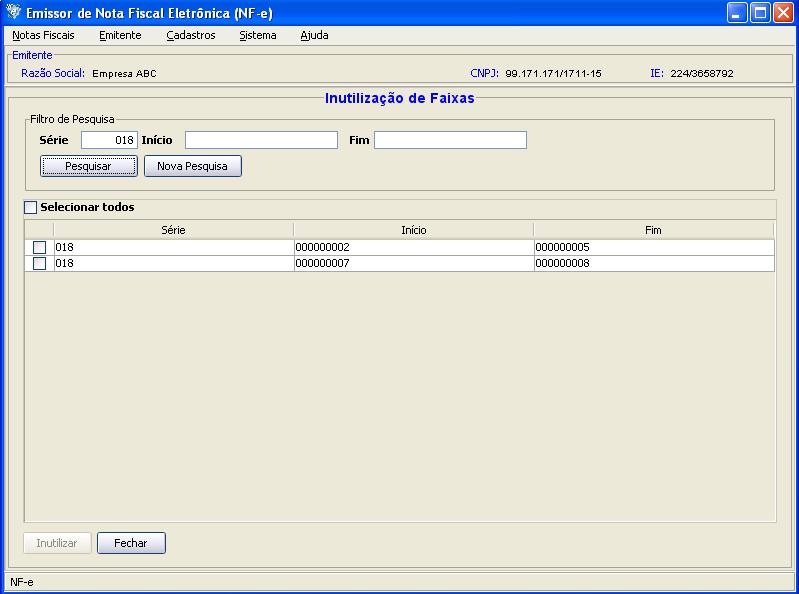 Emissor de Nota Fiscal Eletrônica (NF-e)
Notas Fiscais Emitente Cadastros Sistema Ajuda
Emitente
Razão Social: Empresa ABC CNPJ: 99.171.171/1711-15 IE: 224/3658792
Inutilização de Faixas
Filtro de Pesquisa
Série 018 Início Fim
Pesquisar Nova Pesquisa
Selecionar todos
Série Início Fim
018 000000002 000000005
018 000000007 000000008
Inutilizar Fechar
NF-e